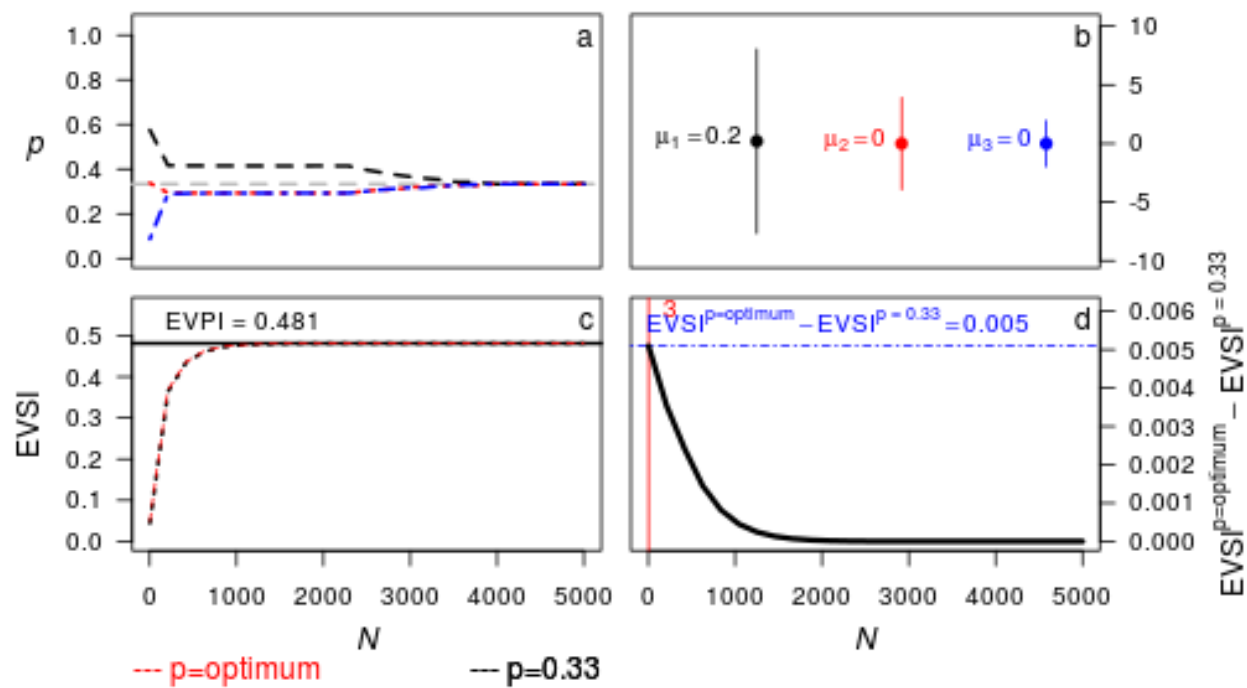 a
1.0
0.8
0.6
0.4
0.2
0.0
p
b
μ1=0.2
μ2=0
μ3=0
10
5
0
-5
-10
EVPI = 0.481
c
0.5
0.4
0.3
0.2
0.1
0.0
EVSI
0 1000 2000 3000 4000 5000
N
3
EVSI^p=optimum – EVSI^p = 0.33 = 0.005
d
0.006
0.005
0.004
0.003
0.002
0.001
0.000
EVSI^p=optimum – EVSI^p = 0.33
0 1000 2000 3000 4000 5000
N
p=optimum p=0.33